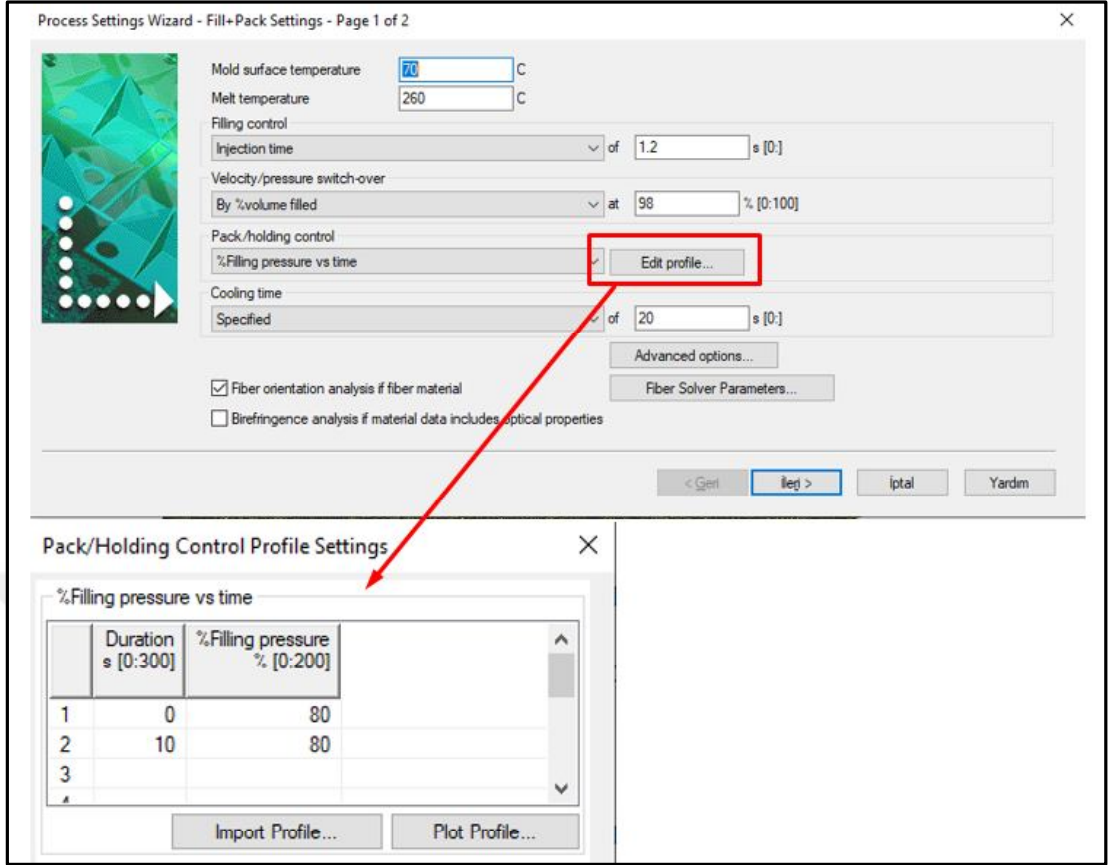 Process Settings Wizard - Fill+Pack Settings - Page 1 of 2
Mold surface temperature 70 C
Melt temperature 260 C
Filling control
Injection time of 1.2 s [0:]
Velocity/pressure switch-over
By %volume filled at 98 % [0:100]
Pack/holding control
%Filling pressure vs time Edit profile...
Cooling time
Specified of 20 s [0:]
Advanced options...
Fiber orientation analysis if fiber material Fiber Solver Parameters...
Birefringence analysis if material data includes optical properties
< Geri İleri > İptal Yardım
Pack/Holding Control Profile Settings
%Filling pressure vs time
Duration %Filling pressure
s [0:300] % [0:200]
1 0 80
2 10 80
3
Import Profile... Plot Profile...